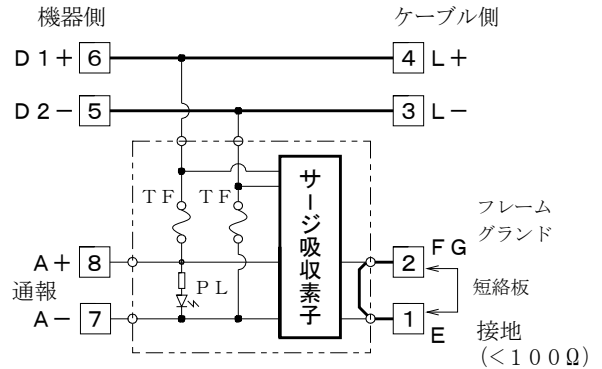 機器側
ケーブル側
D1+ 6
4 L+
D2− 5
3 L−
TF
TF
サージ吸収素子
フレーム
グランド
A+ 8
2 FG
PL
短絡板
通報
A− 7
1 E
接地
(<100Ω)